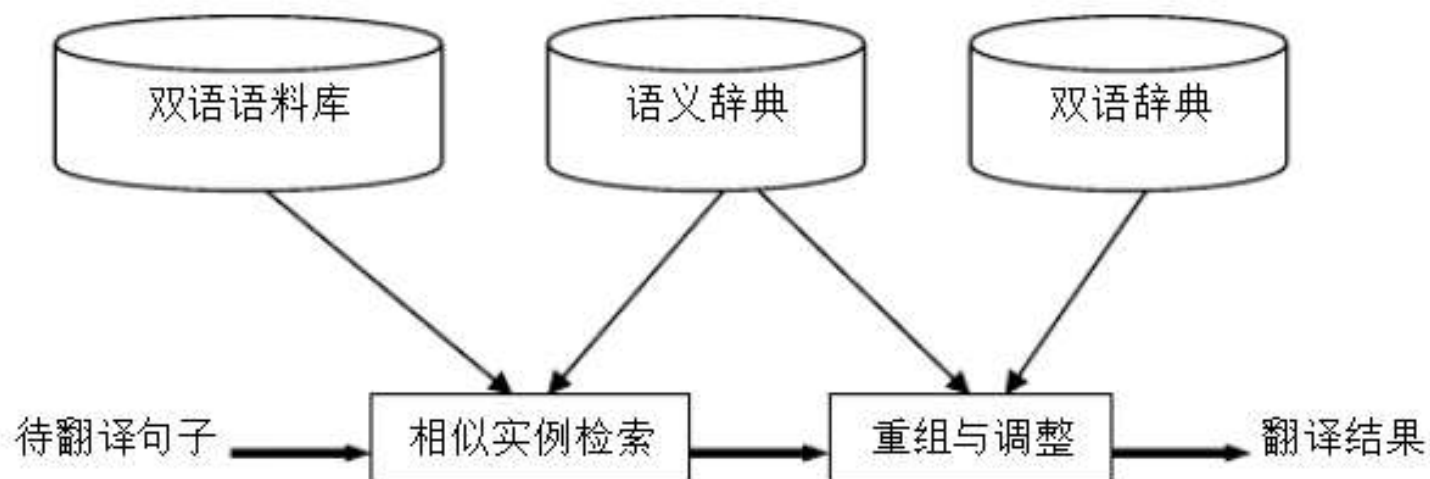 双语语料库
语义辞典
双语辞典
待翻译句子
相似实例检索
重组与调整
翻译结果